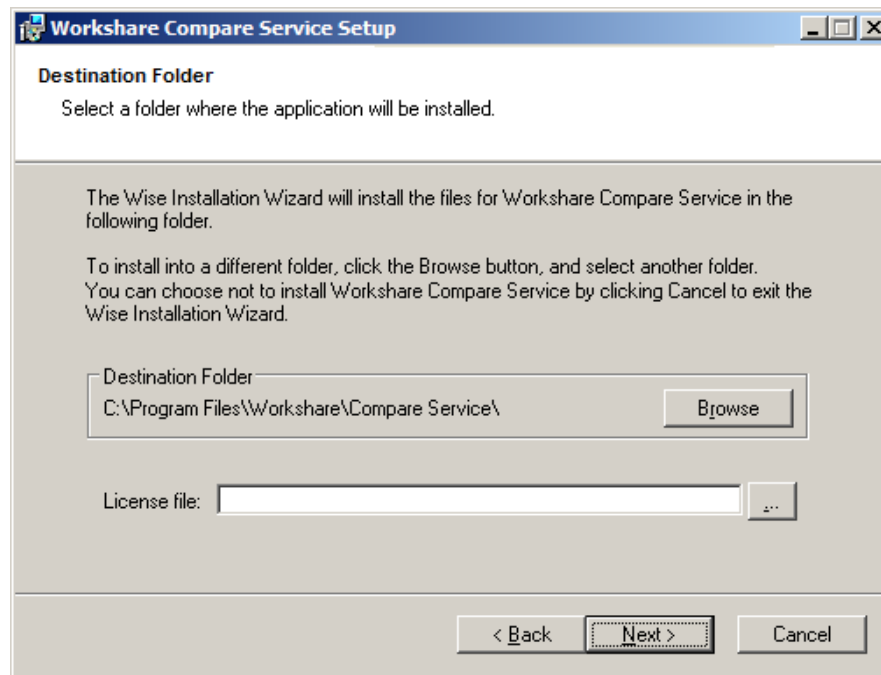 Workshare Compare Service Setup
Destination Folder
Select a folder where the application will be installed.
The Wise Installation Wizard will install the files for Workshare Compare Service in the
following folder.
To install into a different folder, click the Browse button, and select another folder.
You can choose not to install Workshare Compare Service by clicking Cancel to exit the
Wise Installation Wizard.
Destination Folder
C:\Program Files\Workshare\Compare Service\
Browse
License file:
...
< Back
Next >
Cancel